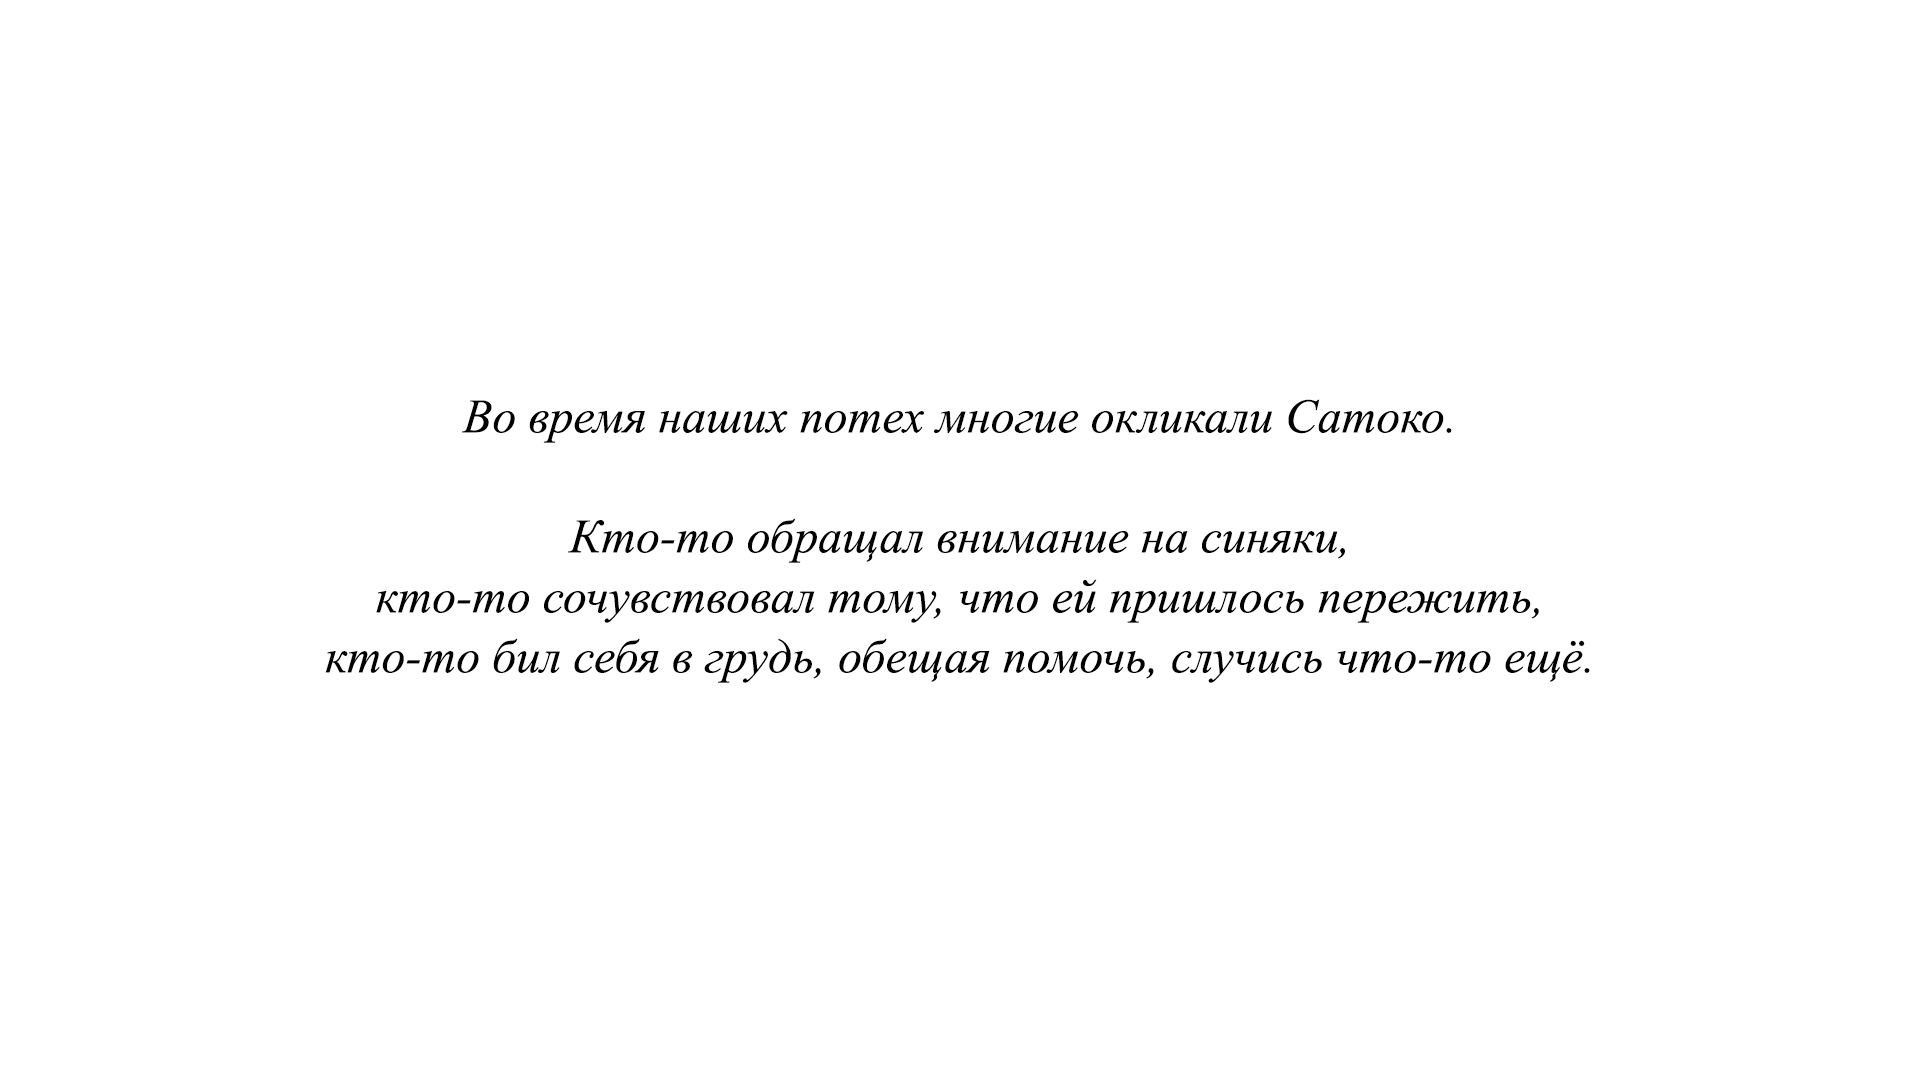 Во время наших потех многие окликали Сатоко.
Кто-то обращал внимание на синяки,
кто-то сочувствовал тому, что ей пришлось пережить,
кто-то бил себя в грудь, обещая помочь, случись что-то ещё.